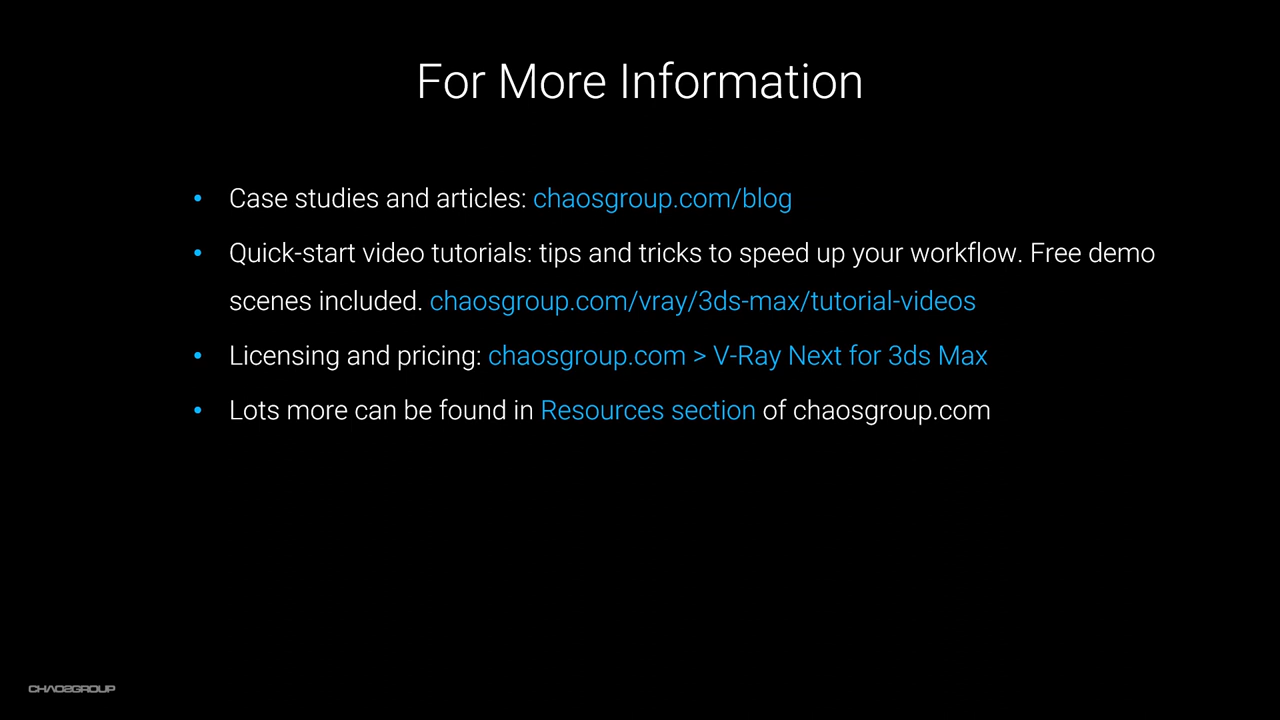 For More Information
• Case studies and articles: chaosgroup.com/blog
• Quick-start video tutorials: tips and tricks to speed up your workflow. Free demo
scenes included. chaosgroup.com/vray/3ds-max/tutorial-videos
• Licensing and pricing: chaosgroup.com > V-Ray Next for 3ds Max
• Lots more can be found in Resources section of chaosgroup.com
CHAOSGROUP